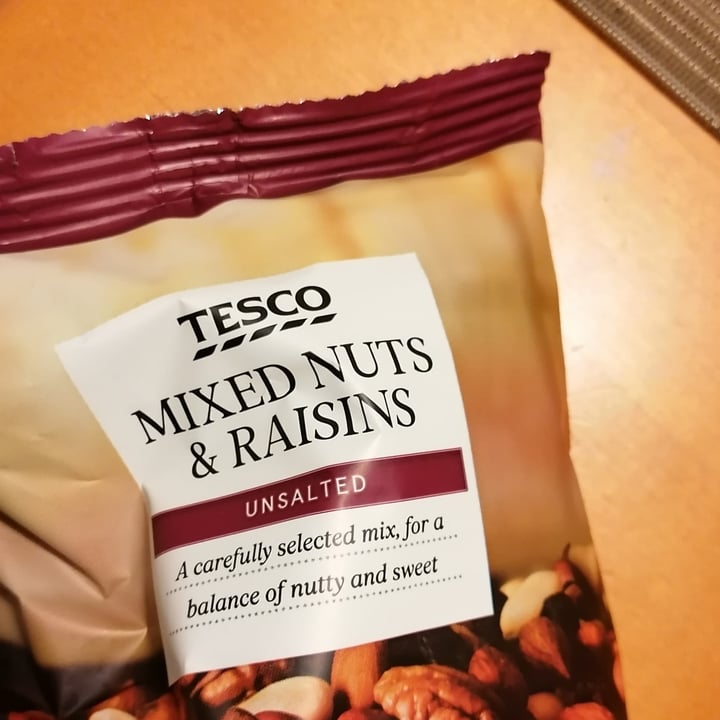 TESCO
MIXED NUTS
& RAISINS
UNSALTED
A carefully selected mix, for a
balance of nutty and sweet